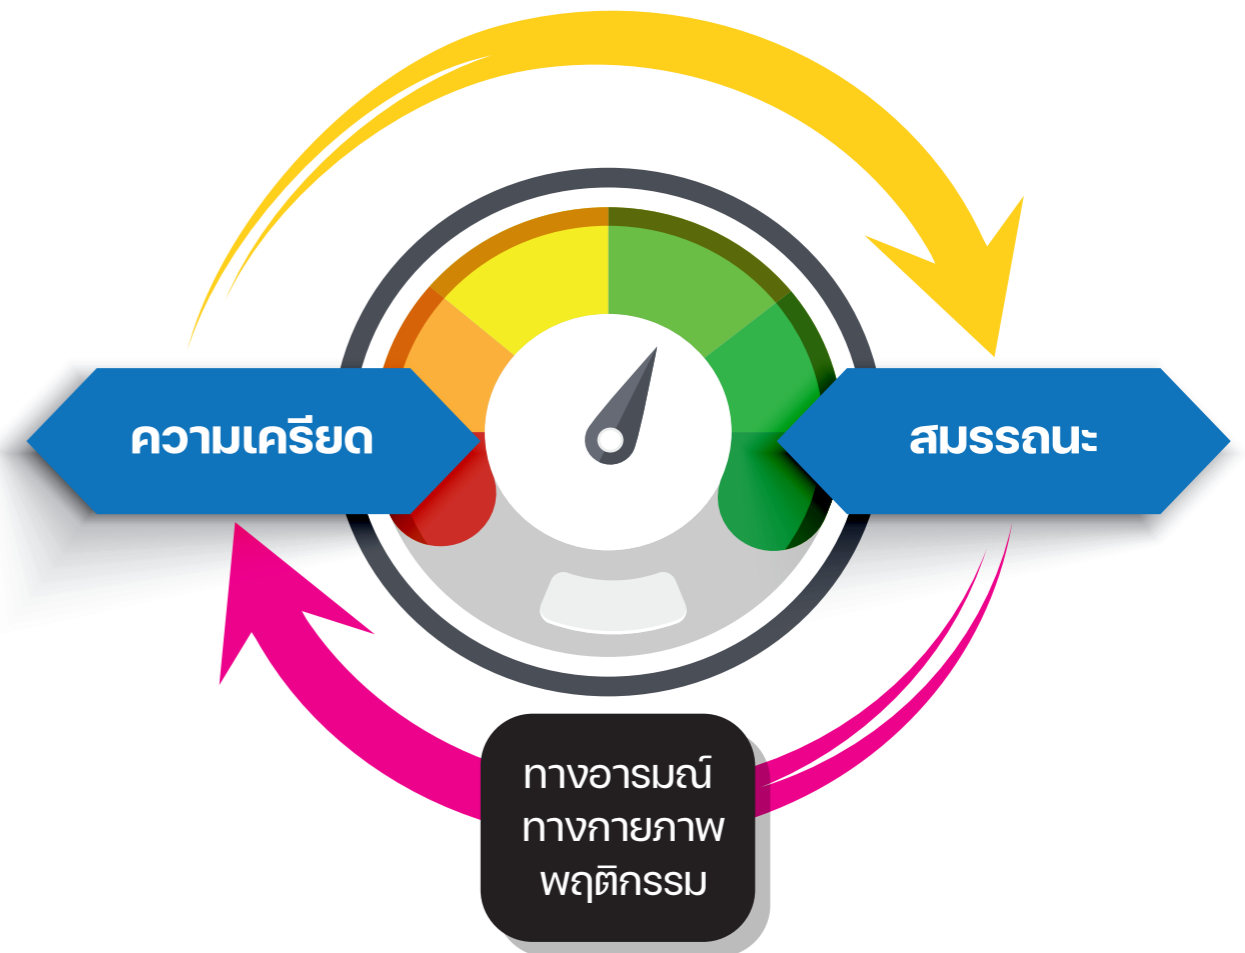 ความเครียด
สมรรถนะ
ทางอารมณ์
ทางกายภาพ
พฤติกรรม